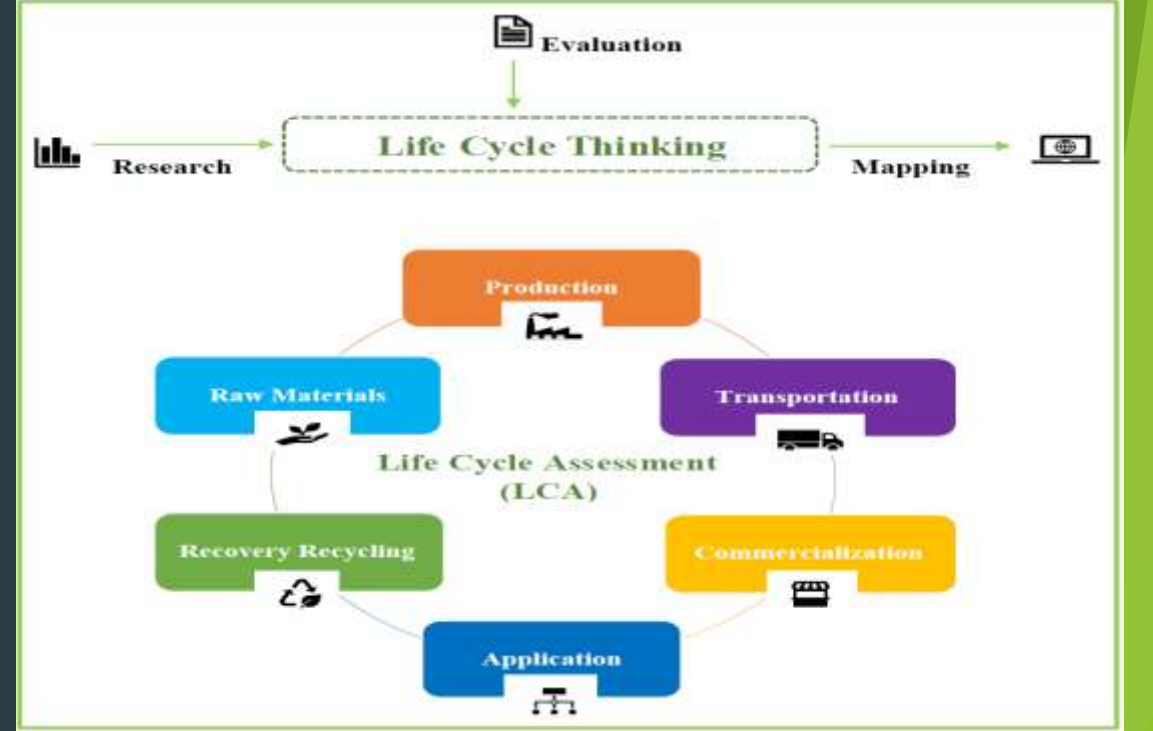 Evaluation
Life Cycle Thinking
Research
Mapping
Production
Raw Materials
Transportation
Life Cycle Assessment
(LCA)
Recovery Recycling
Commercialization
Application